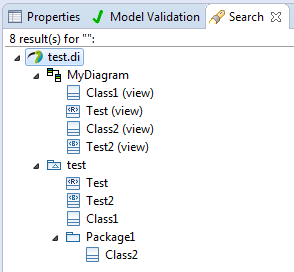 Properties Model Validation Search
8 result(s) for "":
test.di
MyDiagram
Class1 (view)
<R> Test (view)
Class2 (view)
<B> Test2 (view)
test
<R> Test
<B> Test2
Class1
Package1
Class2